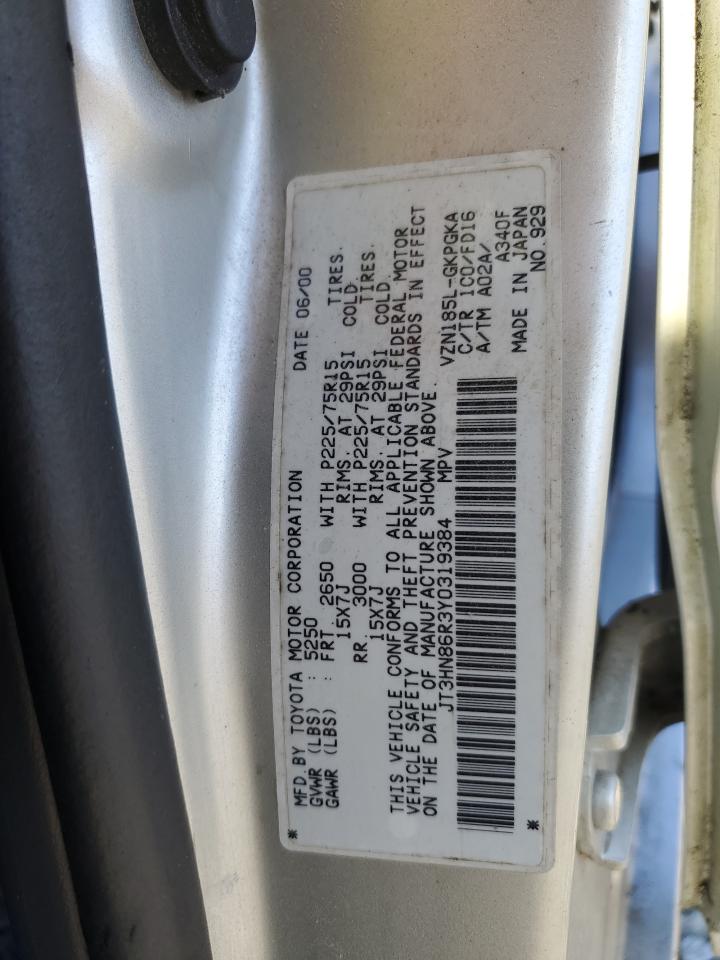 MFD. BY TOYOTA MOTOR CORPORATION DATE 06/00
GVWR (LBS) : 5250
GAWR (LBS) : FRT. 2650 WITH P225/75R15 TIRES.
15X7J RIMS. AT 29PSI COLD
RR. 3000 WITH P225/75R15 TIRES.
15X7J RIMS. AT 29PSI COLD
THIS VEHICLE CONFORMS TO ALL APPLICABLE FEDERAL MOTOR
VEHICLE SAFETY AND THEFT PREVENTION STANDARDS IN EFFECT
ON THE DATE OF MANUFACTURE SHOWN ABOVE.
JT3HN86R3Y0319384 MPV
VZN185L-GKPGKA
C/TR 1C0/FD16
A/TM A02A/
A340F
MADE IN JAPAN
NO.929